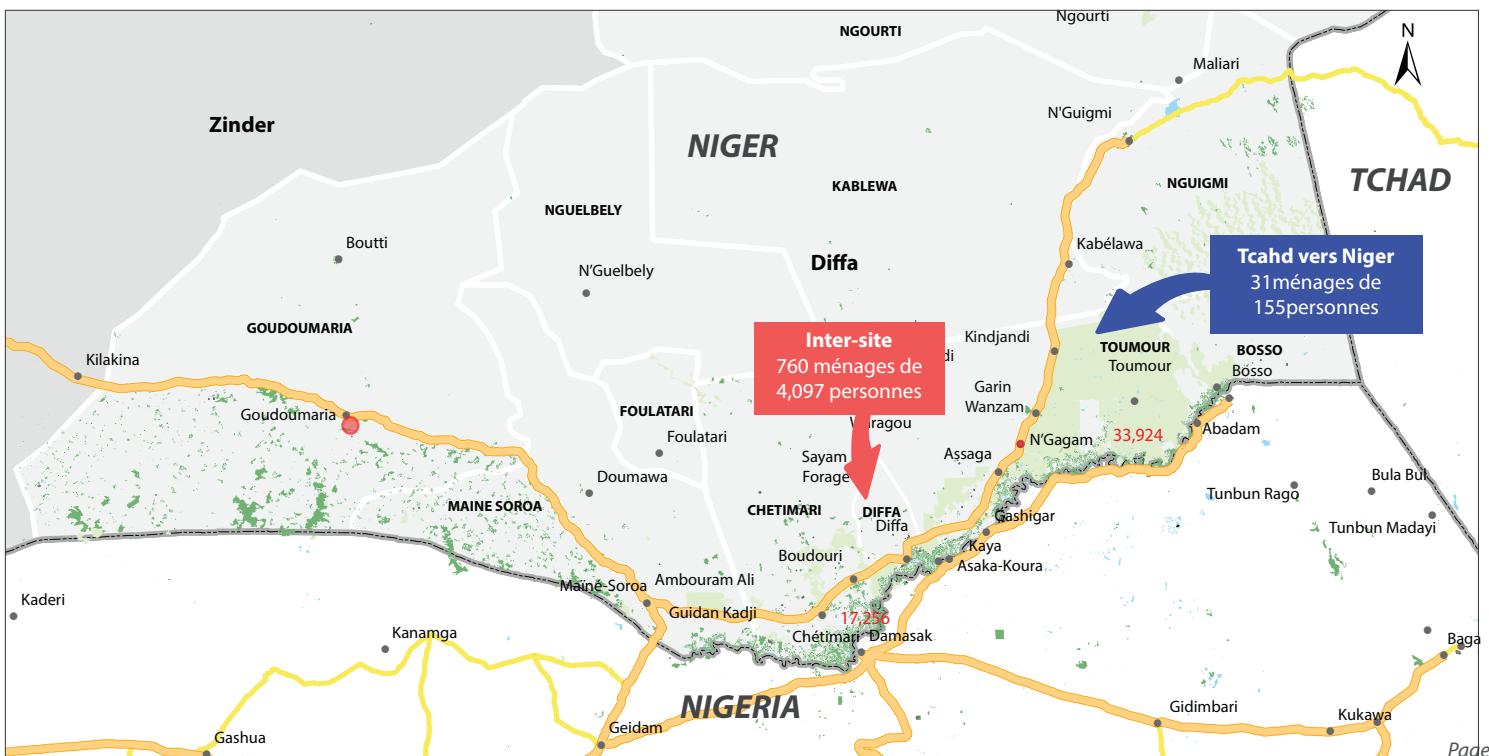 Ngourti
NGOURTI
N
Maliari
N'Guigmi
Zinder
NIGER
TCHAD
KABLEWA
NGUIGMI
NGUELBELY
Boutti
Kabélawa
Diffa
N'Guelbely
Tcahd vers Niger
31ménages de
155personnes
GOUDOUMARIA
Inter-site
760 ménages de
4,097 personnes
Kindjandi
di
TOUMOUR
Toumour
BOSSO
Bosso
Kilakina
Garin
Wanzam
Goudoumaria
FOULATARI
Foulatari
Abadam
33,924
N'Gagam
Assaga
Sayam
Forage
Doumawa
Bula Bul
Tunbun Rago
MAINE SOROA
CHETIMARI
DIFFA
Diffa
Gashigar
Tunbun Madayi
Kaya
Boudouri
Asaka-Koura
Ambouram Ali
Maïné-Soroa
Guidan Kadji
17,256
Kaderi
Kanamga
Chétimari
Damasak
Baga
NIGERIA
Gidimbari
Kukawa
Geidam
Gashua
Page